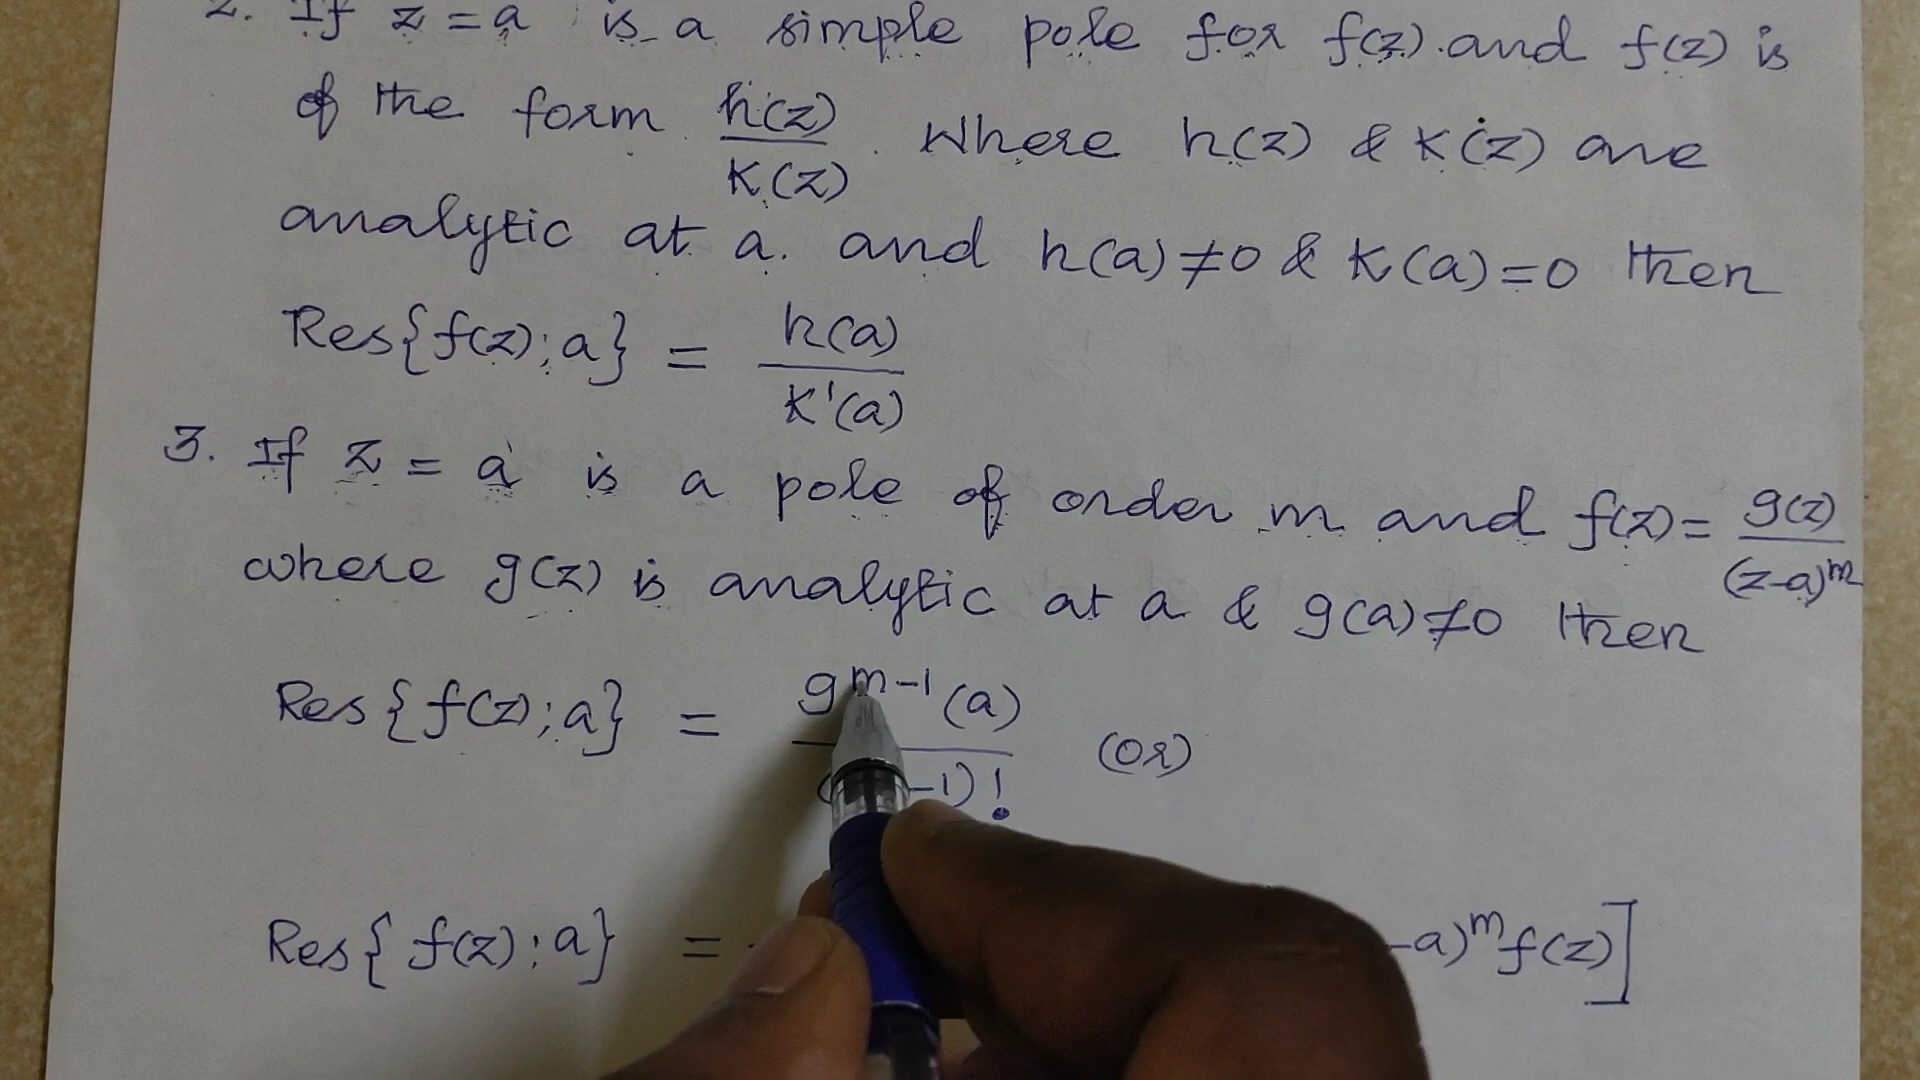 2. If z = a is a simple pole for f(z) and f(z) is
of the form h(z)/K(z) . Where h(z) & K(z) are
analytic at a. and h(a)≠0 & K(a)=0 then
Res{f(z);a} = h(a)/K'(a)
3. If z = a is a pole of order m and f(z)= g(z)/(z-a)^m
where g(z) is analytic at a & g(a)≠0 then
Res{f(z);a} = g^m-1(a)/( -1)! (or)
Res{f(z);a} = -a)^m f(z)]